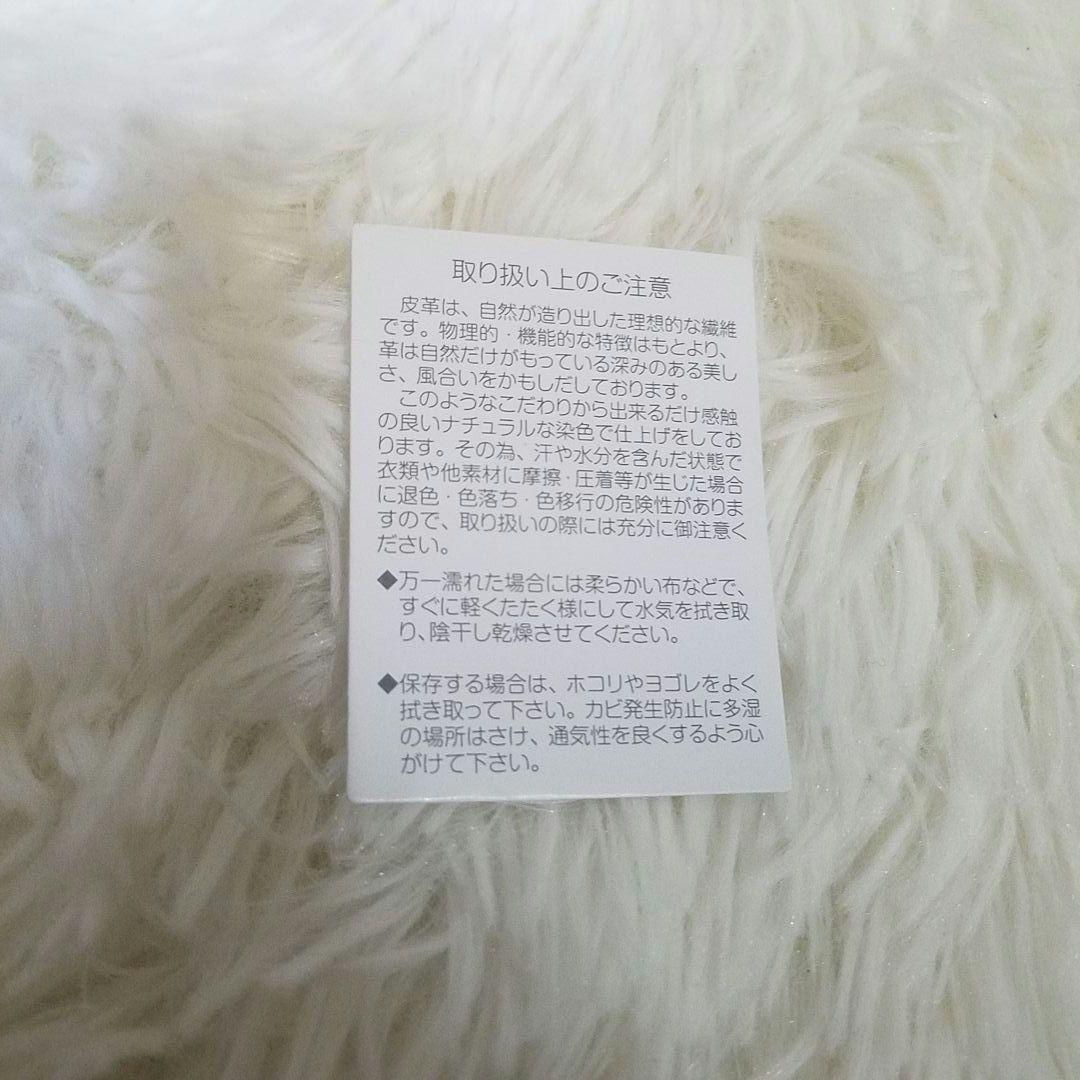 取り扱い上のご注意
皮革は、自然が造り出した理想的な繊維
です。物理的・機能的な特徴はもとより、
革は自然だけがもっている深みのある美し
さ、風合いをかもしだしております。
このようなこだわりから出来るだけ感触
の良いナチュラルな染色で仕上げをしてお
ります。その為、汗や水分を含んだ状態で
衣類や他素材に摩擦・圧着等が生じた場合
に退色・色落ち・色移行の危険性がありま
すので、取り扱いの際には充分に御注意く
ださい。
◆万一濡れた場合には柔らかい布などで、
すぐに軽くたたく様にして水気を拭き取
り、陰干し乾燥させてください。
◆保存する場合は、ホコリやヨゴレをよく
拭き取って下さい。カビ発生防止に多湿
の場所はさけ、通気性を良くするよう心
がけて下さい。